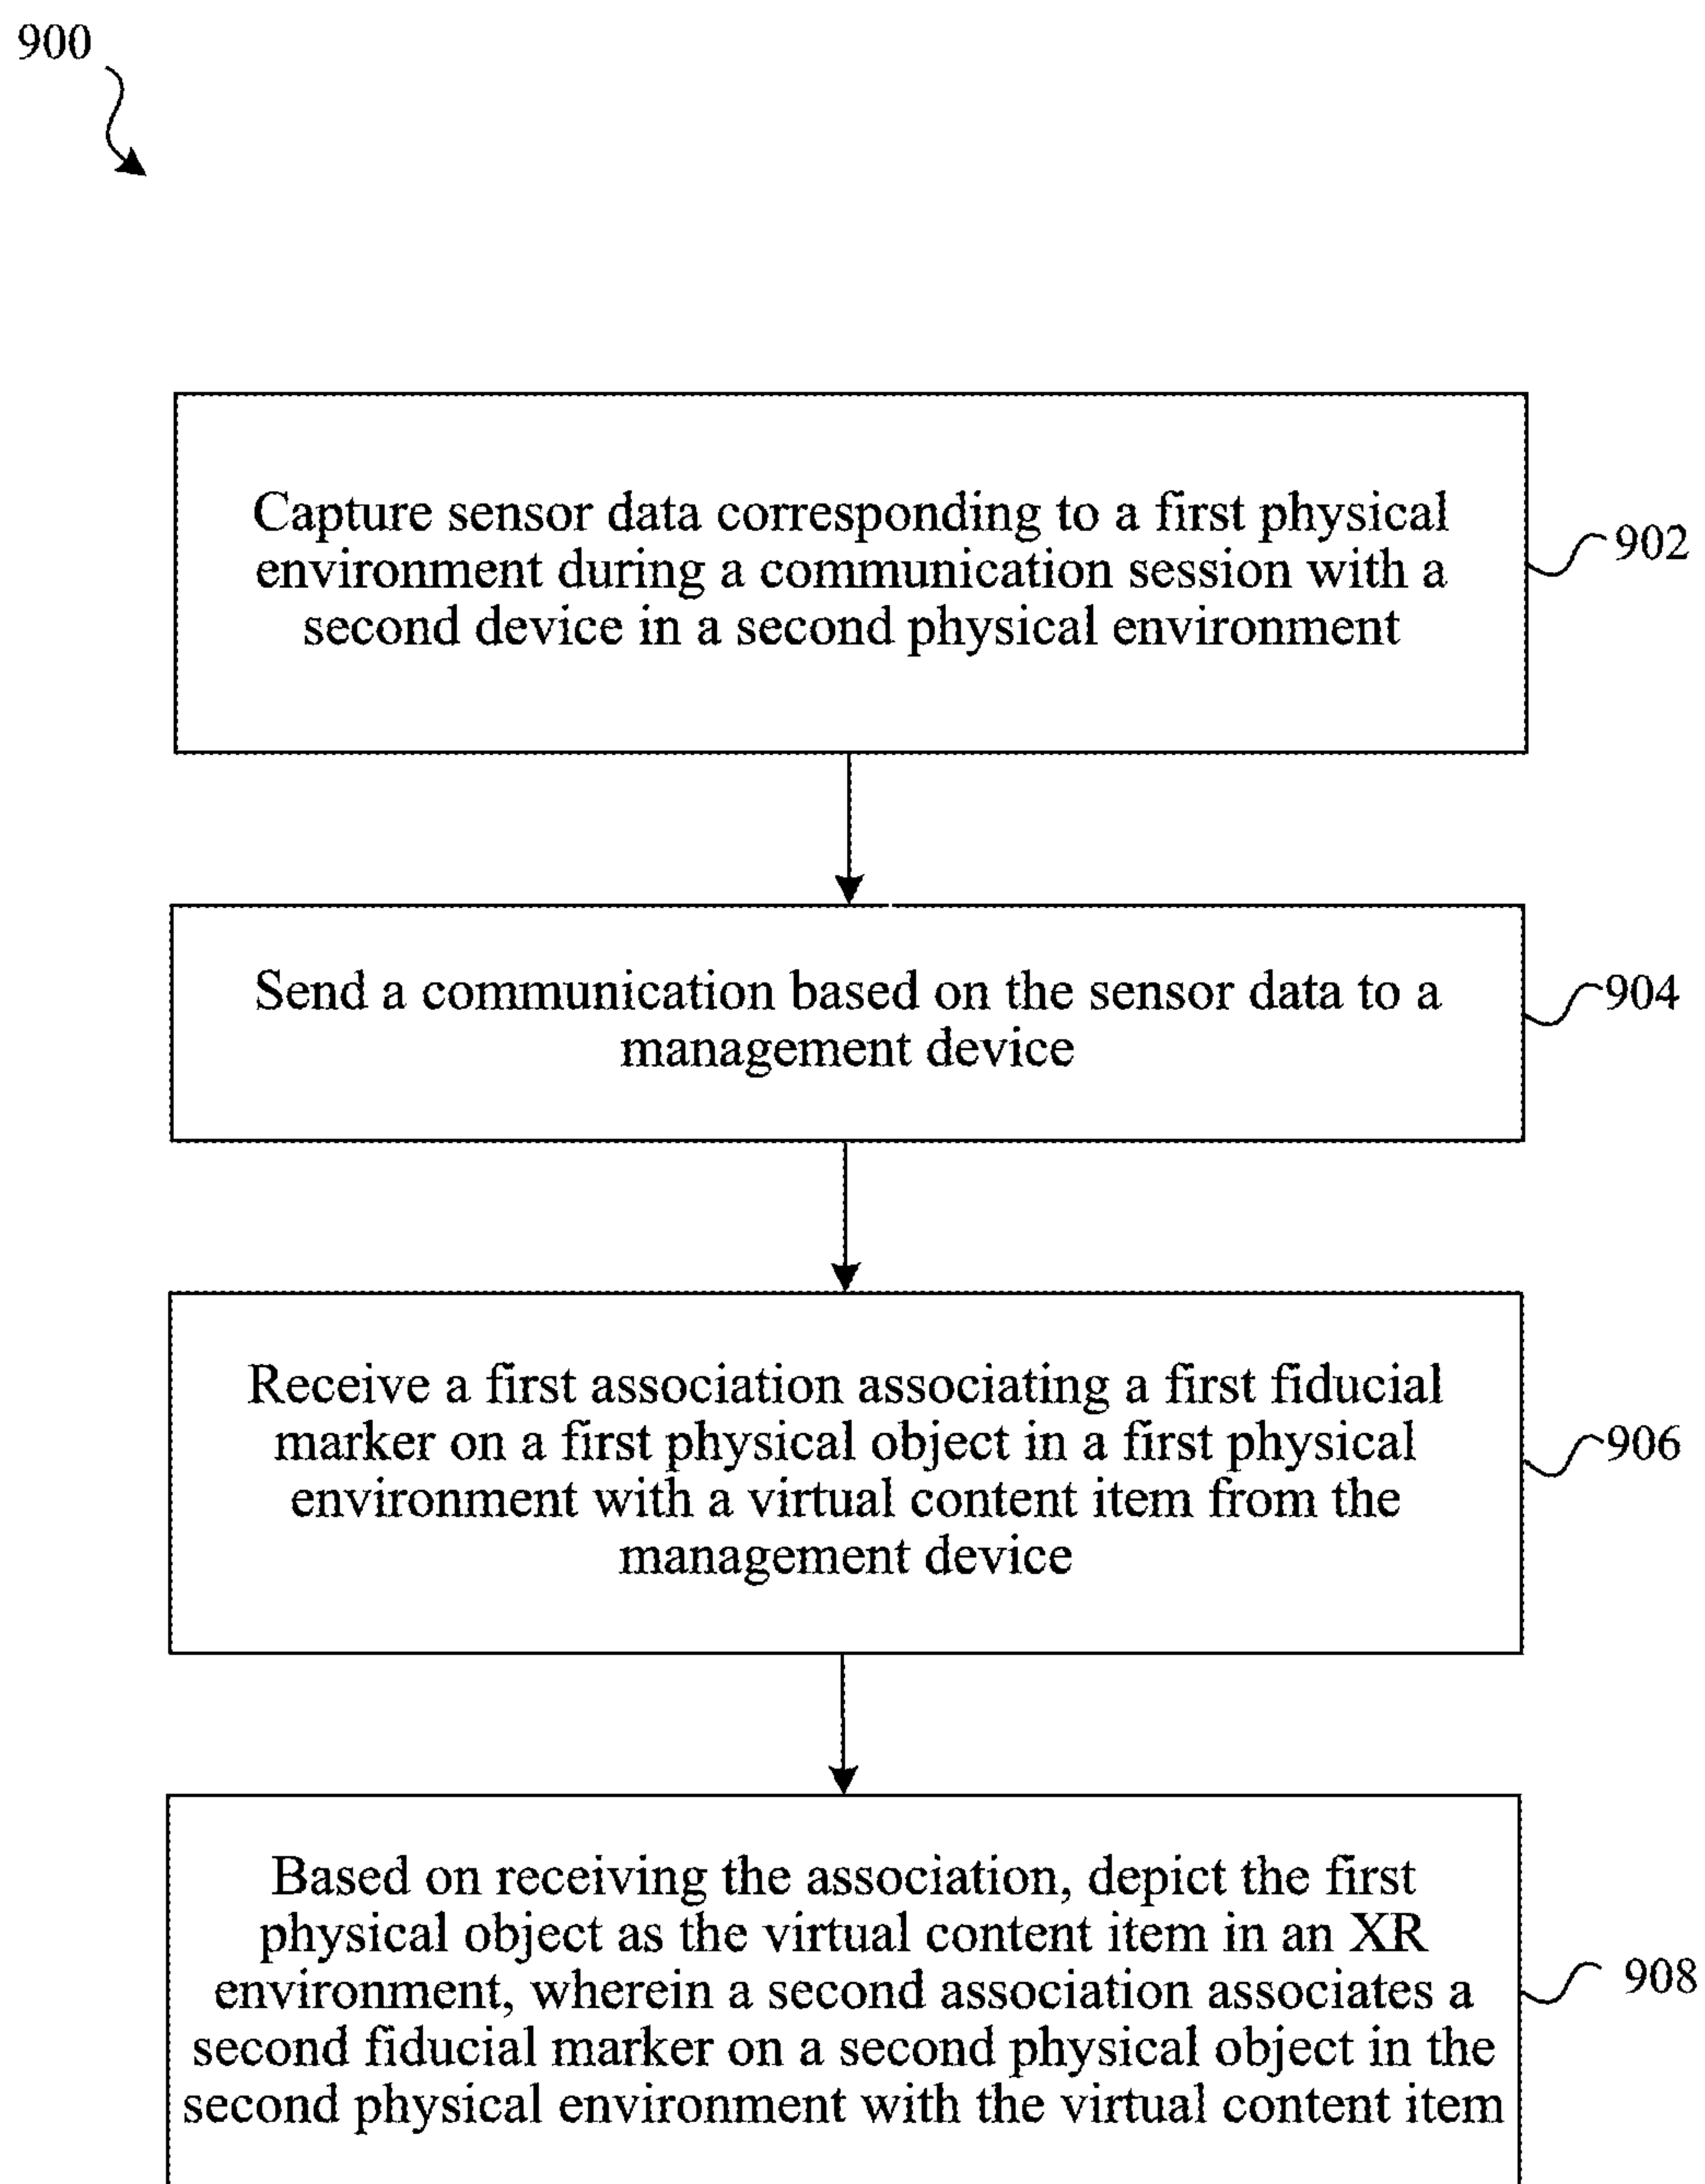 900
Capture sensor data corresponding to a first physical
environment during a communication session with a
second device in a second physical environment
902
Send a communication based on the sensor data to a
management device
904
Receive a first association associating a first fiducial
marker on a first physical object in a first physical
environment with a virtual content item from the
management device
906
Based on receiving the association, depict the first
physical object as the virtual content item in an XR
environment, wherein a second association associates a
second fiducial marker on a second physical object in the
second physical environment with the virtual content item
908